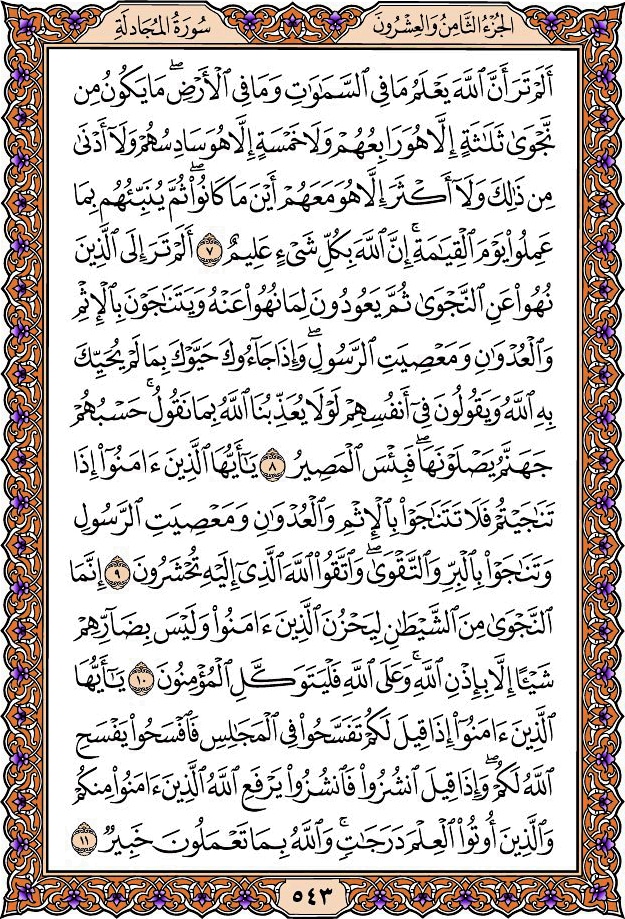 الجُزْءُ الثَّامِنُ وَالعِشْرُونَ
سُورَةُ المُجَادلَةِ
أَلَمْ تَرَ أَنَّ ٱللَّهَ يَعْلَمُ مَا فِي ٱلسَّمَٰوَٰتِ وَمَا فِي ٱلْأَرْضِۖ مَا يَكُونُ مِن
نَّجْوَىٰ ثَلَٰثَةٍ إِلَّا هُوَ رَابِعُهُمْ وَلَا خَمْسَةٍ إِلَّا هُوَ سَادِسُهُمْ وَلَآ أَدْنَىٰ
مِن ذَٰلِكَ وَلَآ أَكْثَرَ إِلَّا هُوَ مَعَهُمْ أَيْنَ مَا كَانُوا۟ۖ ثُمَّ يُنَبِّئُهُم بِمَا
عَمِلُوا۟ يَوْمَ ٱلْقِيَٰمَةِۚ إِنَّ ٱللَّهَ بِكُلِّ شَىْءٍ عَلِيمٌ ٧ أَلَمْ تَرَ إِلَى ٱلَّذِينَ
نُهُوا۟ عَنِ ٱلنَّجْوَىٰ ثُمَّ يَعُودُونَ لِمَا نُهُوا۟ عَنْهُ وَيَتَنَٰجَوْنَ بِٱلْإِثْمِ
وَٱلْعُدْوَٰنِ وَمَعْصِيَتِ ٱلرَّسُولِۖ وَإِذَا جَآءُوكَ حَيَّوْكَ بِمَا لَمْ يُحَيِّكَ
بِهِ ٱللَّهُ وَيَقُولُونَ فِىٓ أَنفُسِهِمْ لَوْلَا يُعَذِّبُنَا ٱللَّهُ بِمَا نَقُولُۚ حَسْبُهُمْ
جَهَنَّمُ يَصْلَوْنَهَاۖ فَبِئْسَ ٱلْمَصِيرُ ٨ يَٰٓأَيُّهَا ٱلَّذِينَ ءَامَنُوٓا۟ إِذَا
تَنَٰجَيْتُمْ فَلَا تَتَنَٰجَوْا۟ بِٱلْإِثْمِ وَٱلْعُدْوَٰنِ وَمَعْصِيَتِ ٱلرَّسُولِ
وَتَنَٰجَوْا۟ بِٱلْبِرِّ وَٱلتَّقْوَىٰۖ وَٱتَّقُوا۟ ٱللَّهَ ٱلَّذِىٓ إِلَيْهِ تُحْشَرُونَ ٩ إِنَّمَا
ٱلنَّجْوَىٰ مِنَ ٱلشَّيْطَٰنِ لِيَحْزُنَ ٱلَّذِينَ ءَامَنُوا۟ وَلَيْسَ بِضَآرِّهِمْ
شَيْـًٔا إِلَّا بِإِذْنِ ٱللَّهِۚ وَعَلَى ٱللَّهِ فَلْيَتَوَكَّلِ ٱلْمُؤْمِنُونَ ١٠ يَٰٓأَيُّهَا
ٱلَّذِينَ ءَامَنُوٓا۟ إِذَا قِيلَ لَكُمْ تَفَسَّحُوا۟ فِى ٱلْمَجَٰلِسِ فَٱفْسَحُوا۟ يَفْسَحِ
ٱللَّهُ لَكُمْۖ وَإِذَا قِيلَ ٱنشُزُوا۟ فَٱنشُزُوا۟ يَرْفَعِ ٱللَّهُ ٱلَّذِينَ ءَامَنُوا۟ مِنكُمْ
وَٱلَّذِينَ أُوتُوا۟ ٱلْعِلْمَ دَرَجَٰتٍۚ وَٱللَّهُ بِمَا تَعْمَلُونَ خَبِيرٌ ١١
٥٤٣